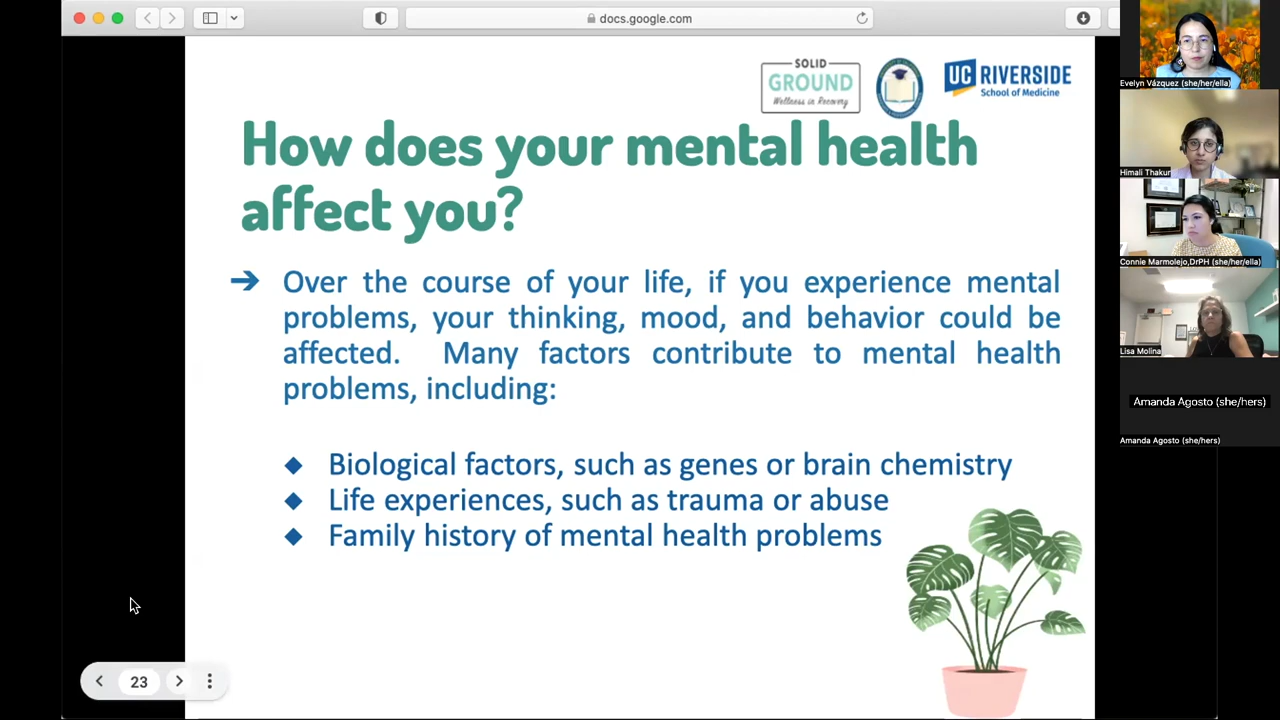 docs.google.com
SOLID
GROUND
Wellness in Recovery
UC RIVERSIDE
School of Medicine
How does your mental health
affect you?
➔ Over the course of your life, if you experience mental
problems, your thinking, mood, and behavior could be
affected. Many factors contribute to mental health
problems, including:
◆ Biological factors, such as genes or brain chemistry
◆ Life experiences, such as trauma or abuse
◆ Family history of mental health problems
23
Evelyn Vázquez (she/her/ella)
Himali Thakur
Connie Marmolejo,DrPH (she/her/ella)
Lisa Molina
Amanda Agosto (she/hers)
Amanda Agosto (she/hers)